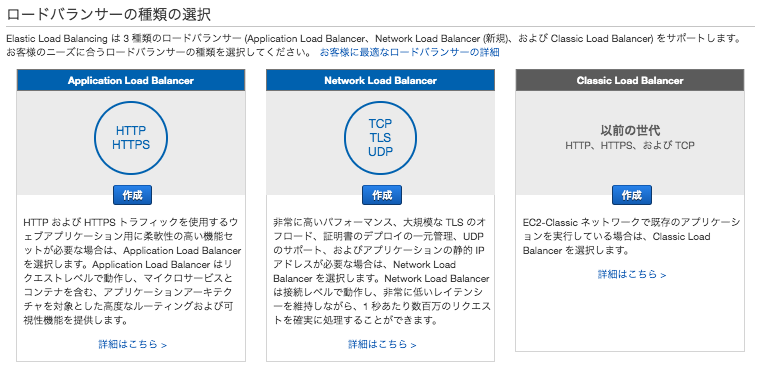 ロードバランサーの種類の選択
Elastic Load Balancing は 3 種類のロードバランサー (Application Load Balancer、Network Load Balancer (新規)、および Classic Load Balancer) をサポートします。
お客様のニーズに合うロードバランサーの種類を選択してください。 お客様に最適なロードバランサーの詳細
Application Load Balancer
HTTP
HTTPS
作成
HTTP および HTTPS トラフィックを使用するウ
ェブアプリケーション用に柔軟性の高い機能セ
ットが必要な場合は、Application Load Balancer
を選択します。Application Load Balancer はリ
クエストレベルで動作し、マイクロサービスと
コンテナを含む、アプリケーションアーキテク
チャを対象とした高度なルーティングおよび可
視性機能を提供します。
詳細はこちら >
Network Load Balancer
TCP
TLS
UDP
作成
非常に高いパフォーマンス、大規模な TLS のオ
フロード、証明書のデプロイの一元管理、UDP
のサポート、およびアプリケーションの静的 IP
アドレスが必要な場合は、Network Load
Balancer を選択します。Network Load Balancer
は接続レベルで動作し、非常に低いレイテンシ
ーを維持しながら、1 秒あたり数百万のリクエス
トを確実に処理することができます。
詳細はこちら >
Classic Load Balancer
以前の世代
HTTP、HTTPS、および TCP
作成
EC2-Classic ネットワークで既存のアプリケーシ
ョンを実行している場合は、Classic Load
Balancer を選択します。
詳細はこちら >